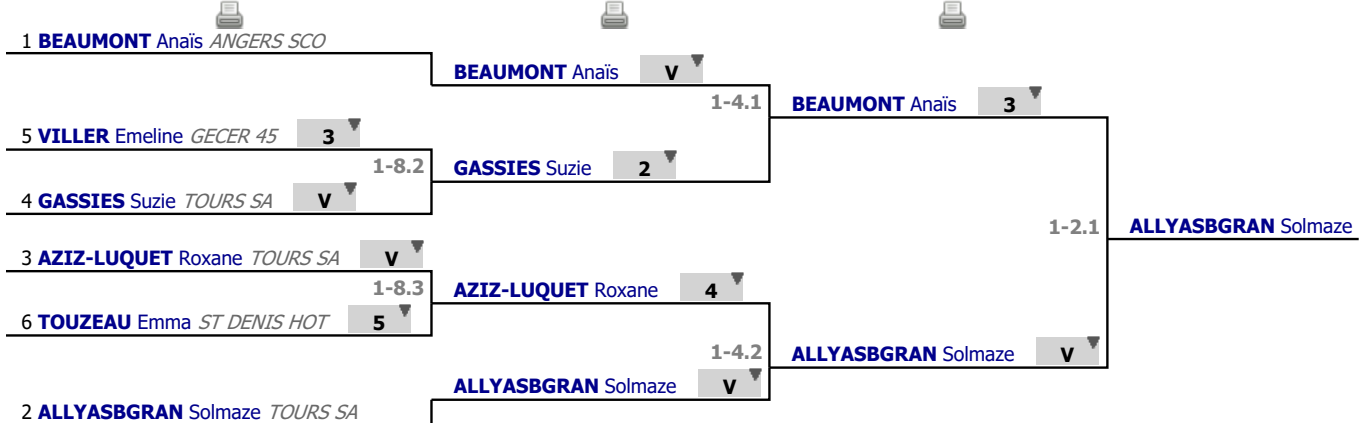 1 BEAUMONT Anaïs ANGERS SCO
BEAUMONT Anaïs V
1-4.1
BEAUMONT Anaïs 3
5 VILLER Emeline GECER 45 3
1-8.2
GASSIES Suzie 2
4 GASSIES Suzie TOURS SA V
1-2.1
ALLYASBGRAN Solmaze
3 AZIZ-LUQUET Roxane TOURS SA V
1-8.3
AZIZ-LUQUET Roxane 4
6 TOUZEAU Emma ST DENIS HOT 5
1-4.2
ALLYASBGRAN Solmaze V
ALLYASBGRAN Solmaze V
2 ALLYASBGRAN Solmaze TOURS SA